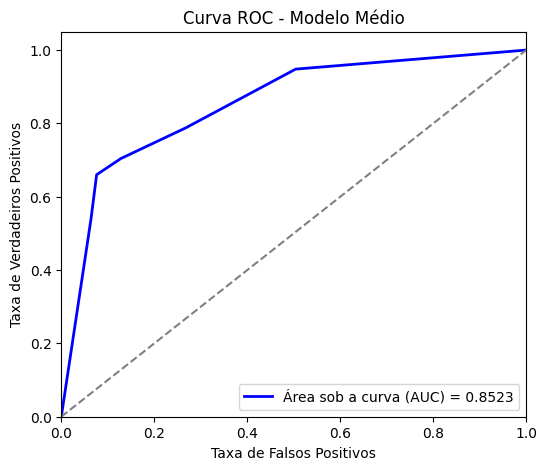 Curva ROC - Modelo Médio
Taxa de Verdadeiros Positivos
1.0
0.8
0.6
0.4
0.2
0.0
Área sob a curva (AUC) = 0.8523
0.0 0.2 0.4 0.6 0.8 1.0
Taxa de Falsos Positivos